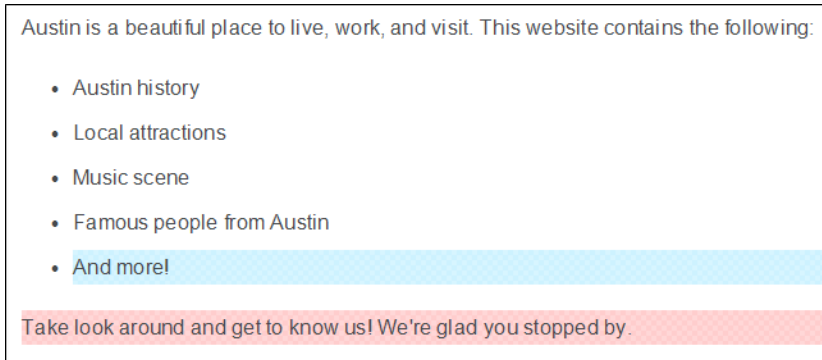 Austin is a beautiful place to live, work, and visit. This website contains the following:
• Austin history
• Local attractions
• Music scene
• Famous people from Austin
• And more!
Take look around and get to know us! We're glad you stopped by.